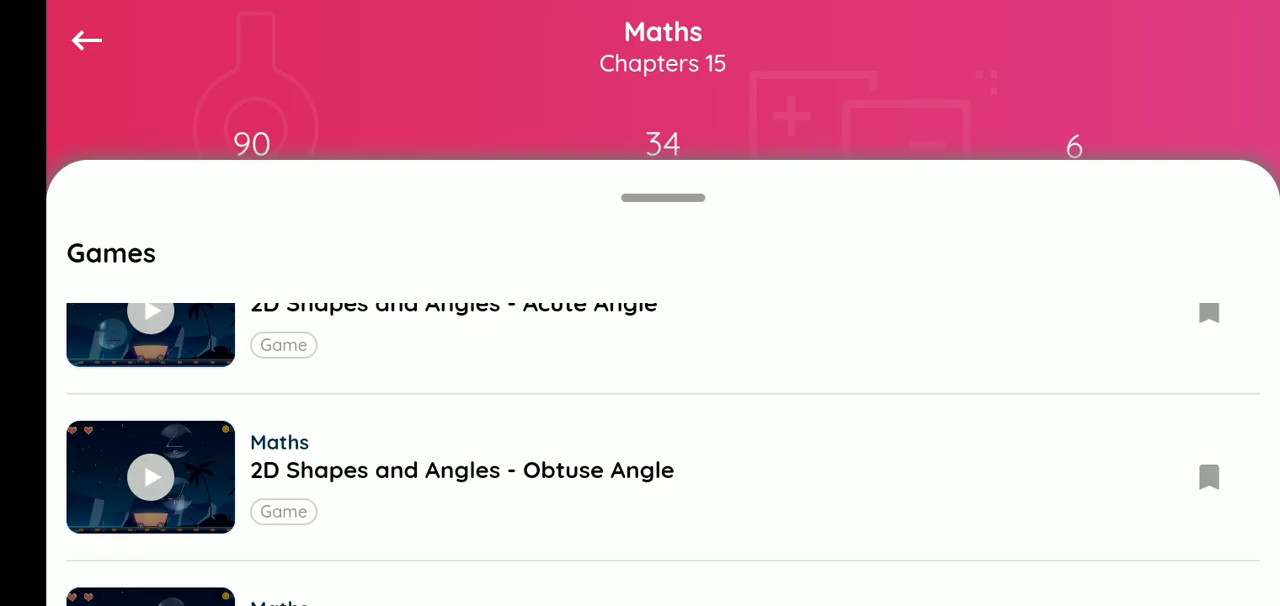 Maths
Chapters 15
90 34 6
Games
2D Shapes and Angles - Acute Angle
Game
Maths
2D Shapes and Angles - Obtuse Angle
Game
Maths